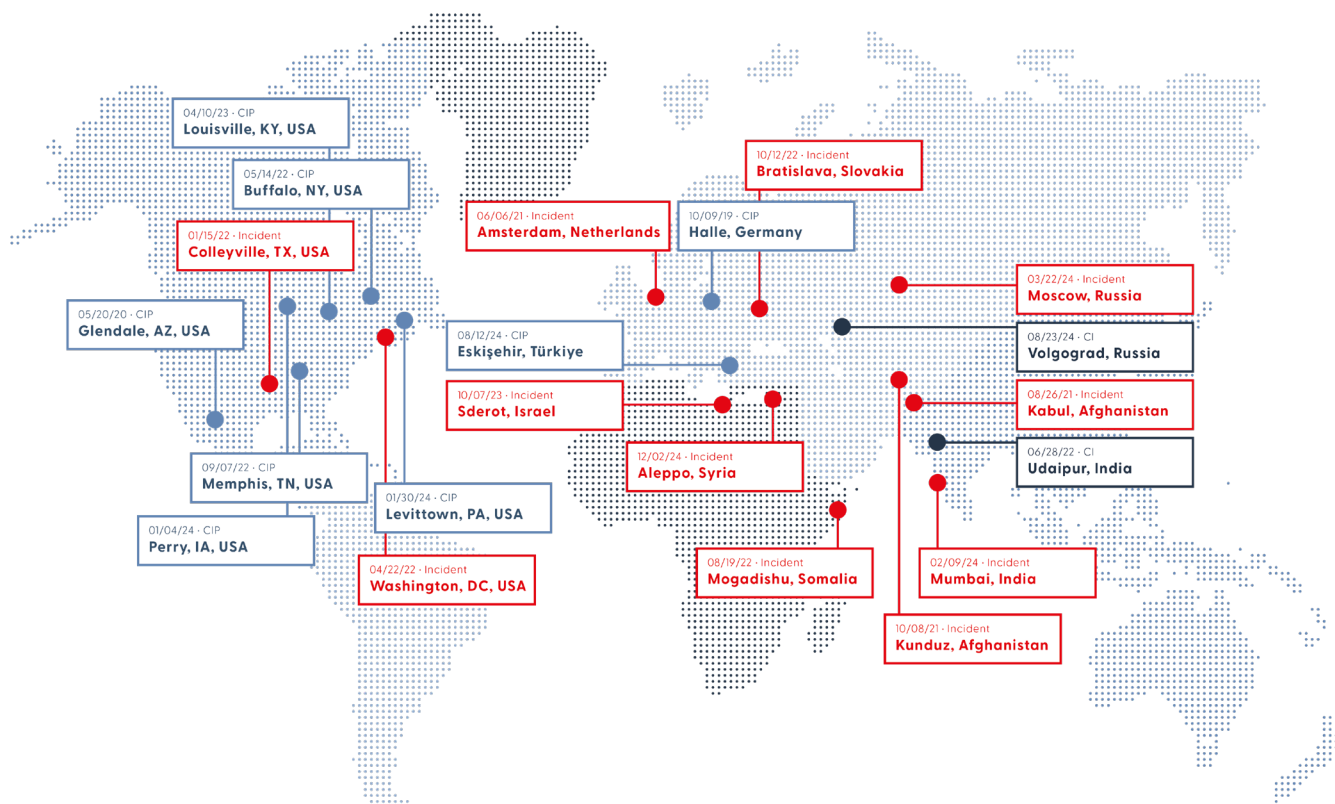 04/10/23 · CIP
Louisville, KY, USA
05/14/22 · CIP
Buffalo, NY, USA
01/15/22 · Incident
Colleyville, TX, USA
05/20/20 · CIP
Glendale, AZ, USA
09/07/22 · CIP
Memphis, TN, USA
01/04/24 · CIP
Perry, IA, USA
01/30/24 · CIP
Levittown, PA, USA
04/22/22 · Incident
Washington, DC, USA
10/12/22 · Incident
Bratislava, Slovakia
06/06/21 · Incident
Amsterdam, Netherlands
10/09/19 · CIP
Halle, Germany
08/12/24 · CIP
Eskişehir, Türkiye
10/07/23 · Incident
Sderot, Israel
12/02/24 · Incident
Aleppo, Syria
08/19/22 · Incident
Mogadishu, Somalia
03/22/24 · Incident
Moscow, Russia
08/23/24 · CI
Volgograd, Russia
08/26/21 · Incident
Kabul, Afghanistan
06/28/22 · CI
Udaipur, India
02/09/24 · Incident
Mumbai, India
10/08/21 · Incident
Kunduz, Afghanistan